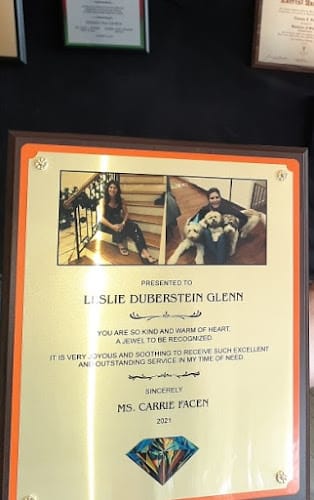 PRESENTED TO
LESLIE DUBERSTEIN GLENN
YOU ARE SO KIND AND WARM OF HEART,
A JEWEL TO BE RECOGNIZED.
IT IS VERY JOYOUS AND SOOTHING TO RECEIVE SUCH EXCELLENT
AND OUTSTANDING SERVICE IN MY TIME OF NEED.
SINCERELY
MS. CARRIE FACEN
2021